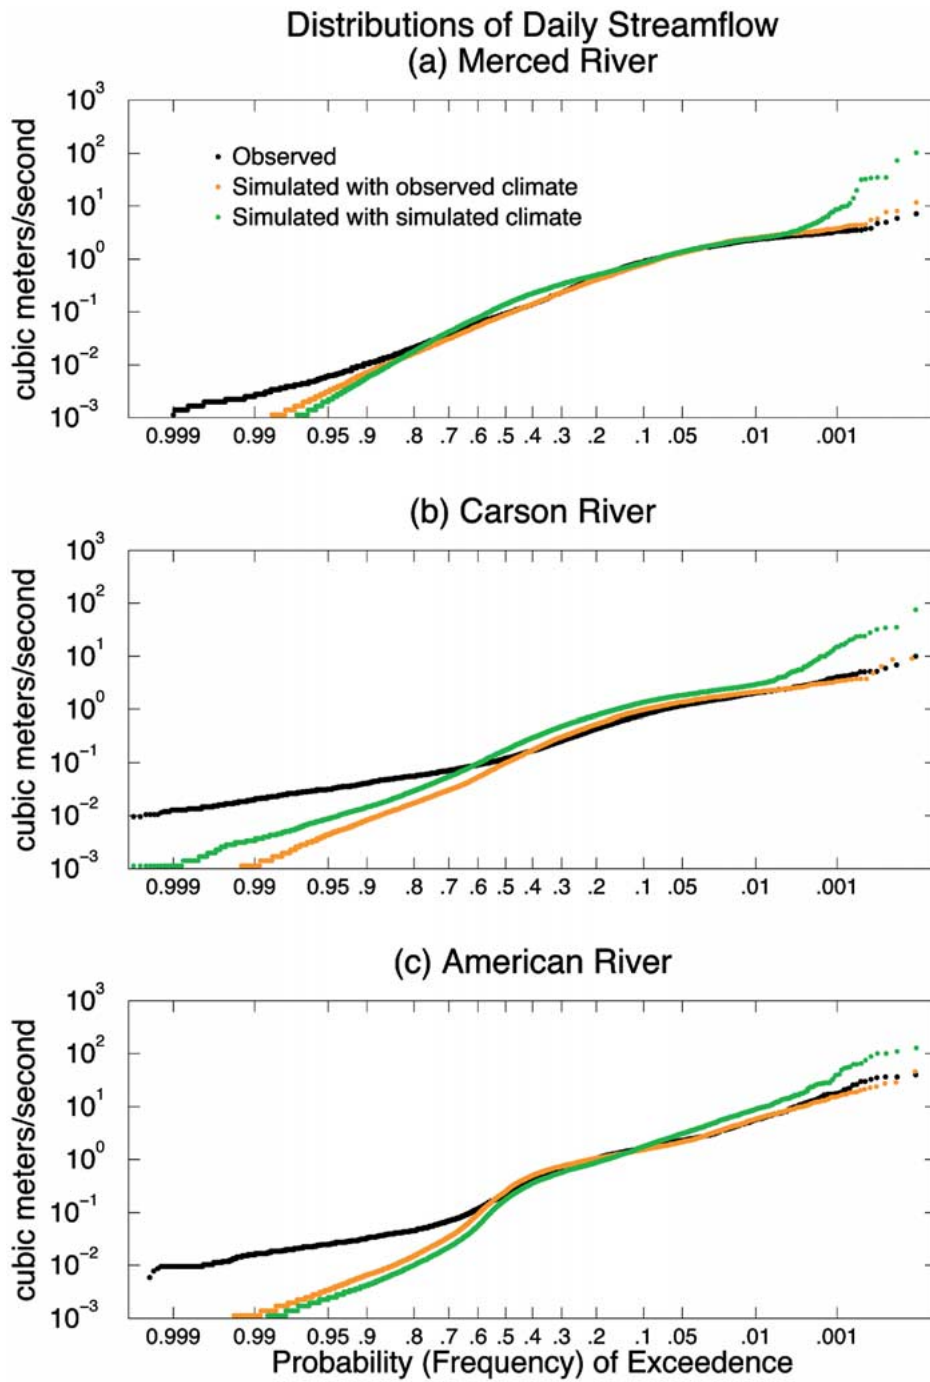 Distributions of Daily Streamflow
(a) Merced River
cubic meters/second
10³
10²
10¹
10⁰
10⁻¹
10⁻²
10⁻³
Observed
Simulated with observed climate
Simulated with simulated climate
0.999 0.99 0.95 .9 .8 .7 .6 .5 .4 .3 .2 .1 .05 .01 .001
(b) Carson River
cubic meters/second
10³
10²
10¹
10⁰
10⁻¹
10⁻²
10⁻³
0.999 0.99 0.95 .9 .8 .7 .6 .5 .4 .3 .2 .1 .05 .01 .001
(c) American River
cubic meters/second
10³
10²
10¹
10⁰
10⁻¹
10⁻²
10⁻³
0.999 0.99 0.95 .9 .8 .7 .6 .5 .4 .3 .2 .1 .05 .01 .001
Probability (Frequency) of Exceedence